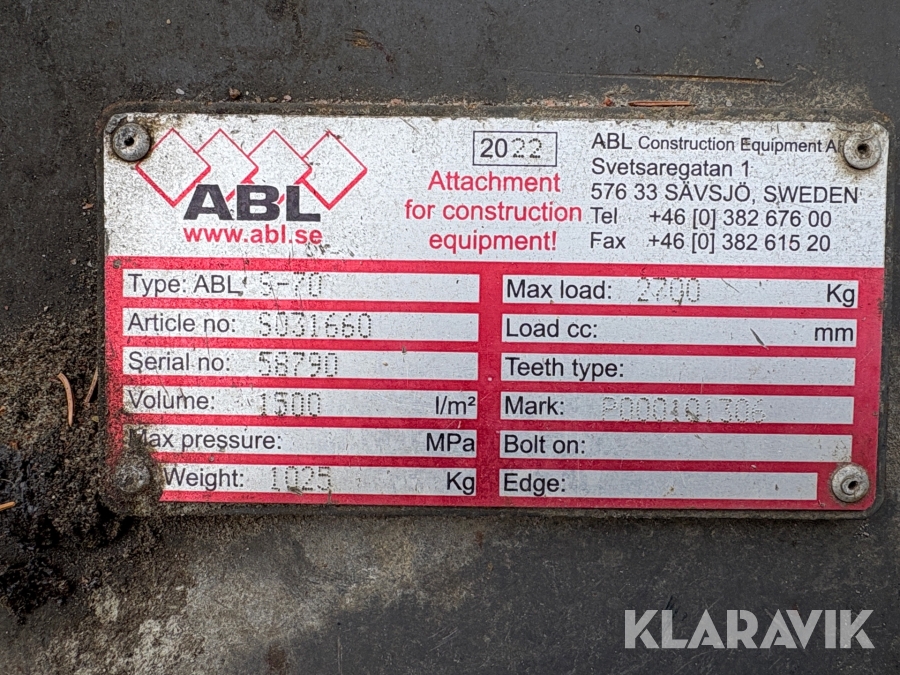 ABL
www.abl.se
2022
Attachment
for construction
equipment!
ABL Construction Equipment AB
Svetsaregatan 1
576 33 SÄVSJÖ, SWEDEN
Tel +46 [0] 382 676 00
Fax +46 [0] 382 615 20
Type: ABL S-70
Article no: S031660
Serial no: 58790
Volume: 1300 l/m²
Max pressure: MPa
Weight: 1025 Kg
Max load: 2700 Kg
Load cc: mm
Teeth type:
Mark: P000101306
Bolt on:
Edge:
KLARAVIK